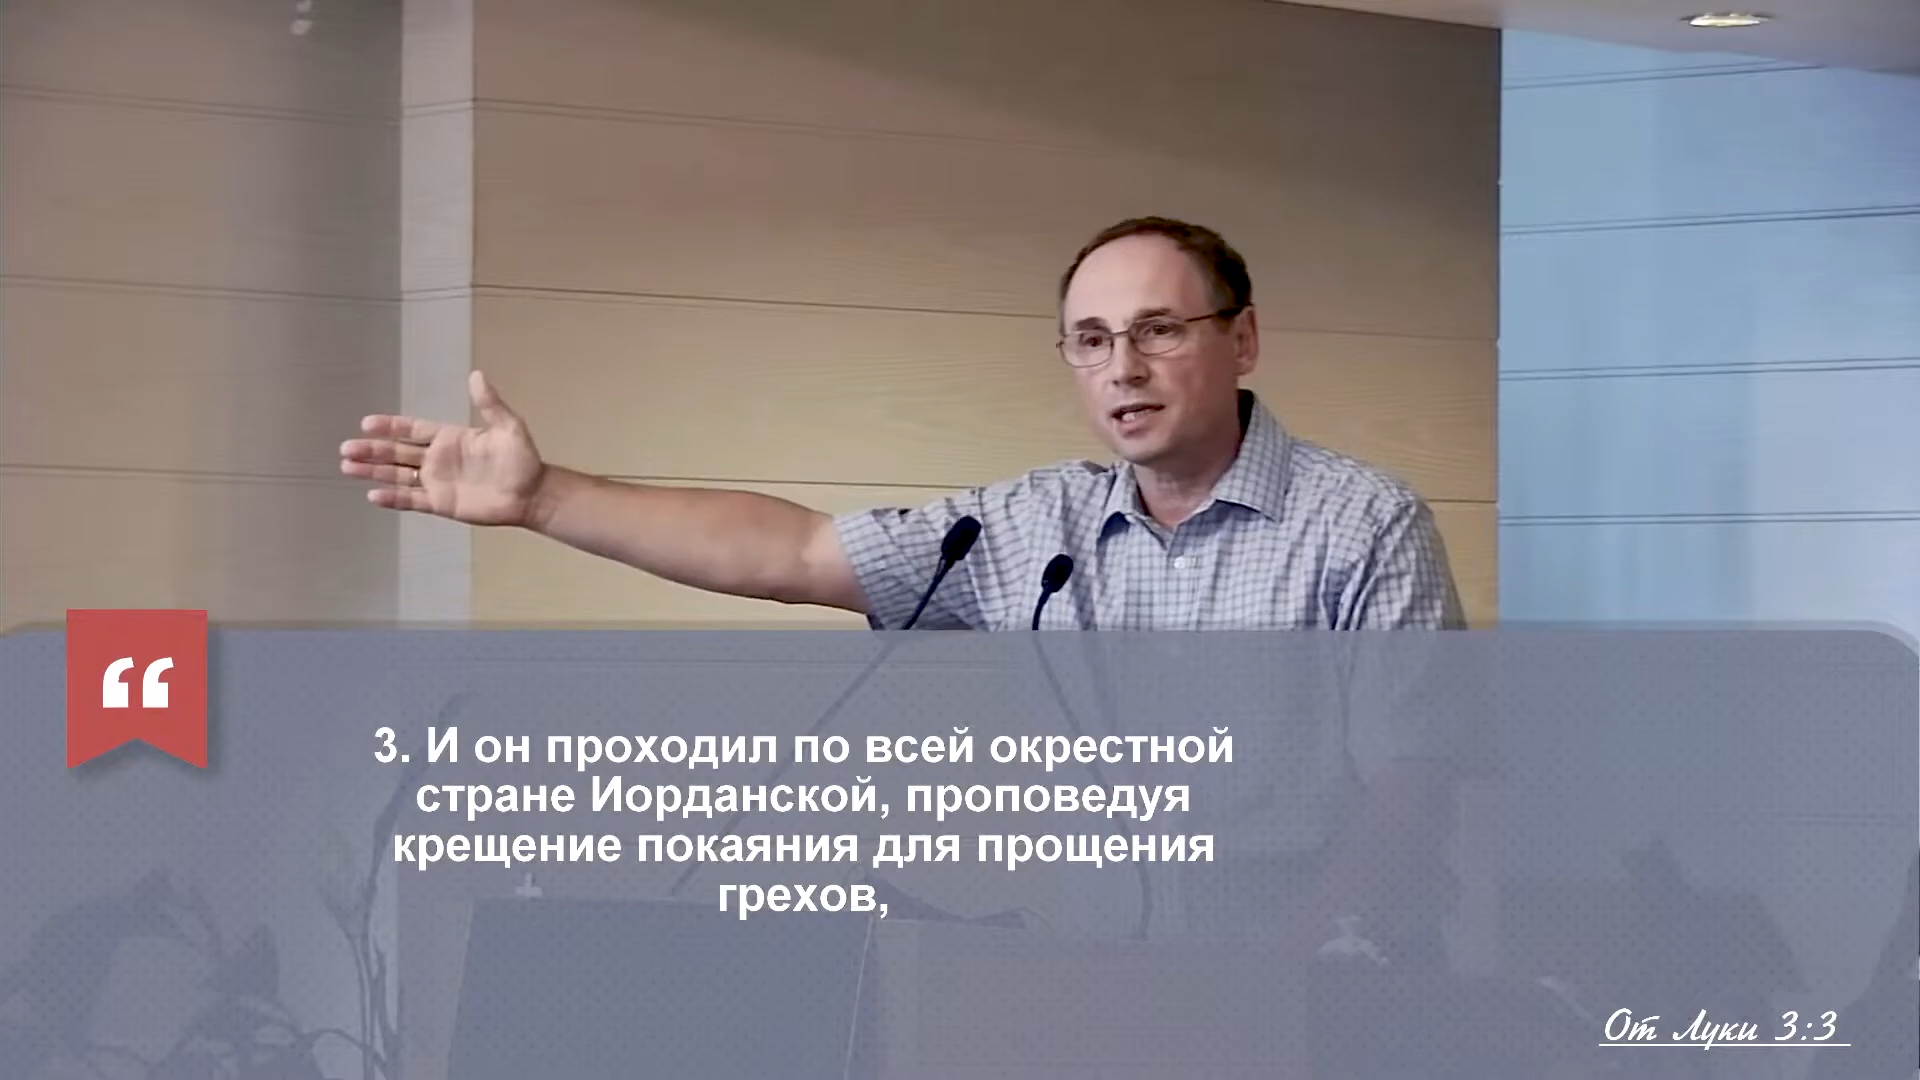 3. И он проходил по всей окрестной
стране Иорданской, проповедуя
крещение покаяния для прощения
грехов,
От Луки 3:3